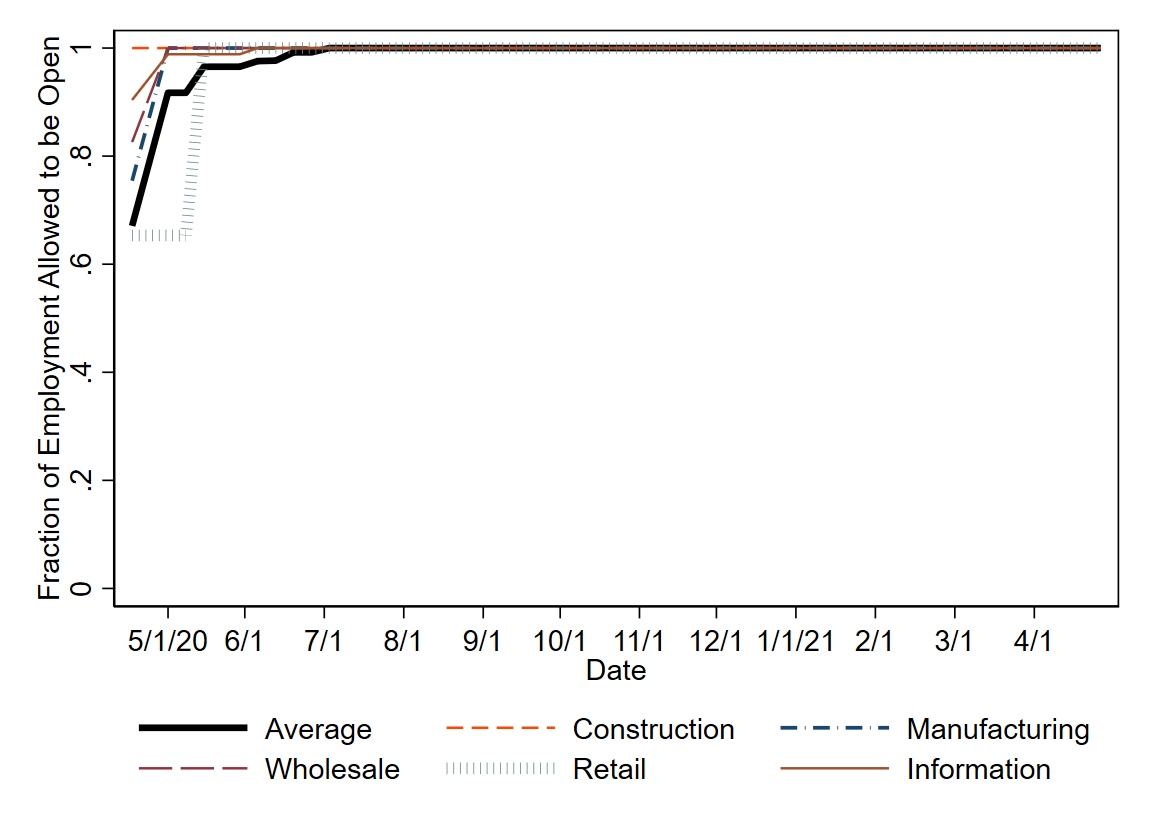 Fraction of Employment Allowed to be Open
1
.8
.6
.4
.2
0
5/1/20 6/1 7/1 8/1 9/1 10/1 11/1 12/1 1/1/21 2/1 3/1 4/1
Date
Average Construction Manufacturing
Wholesale Retail Information